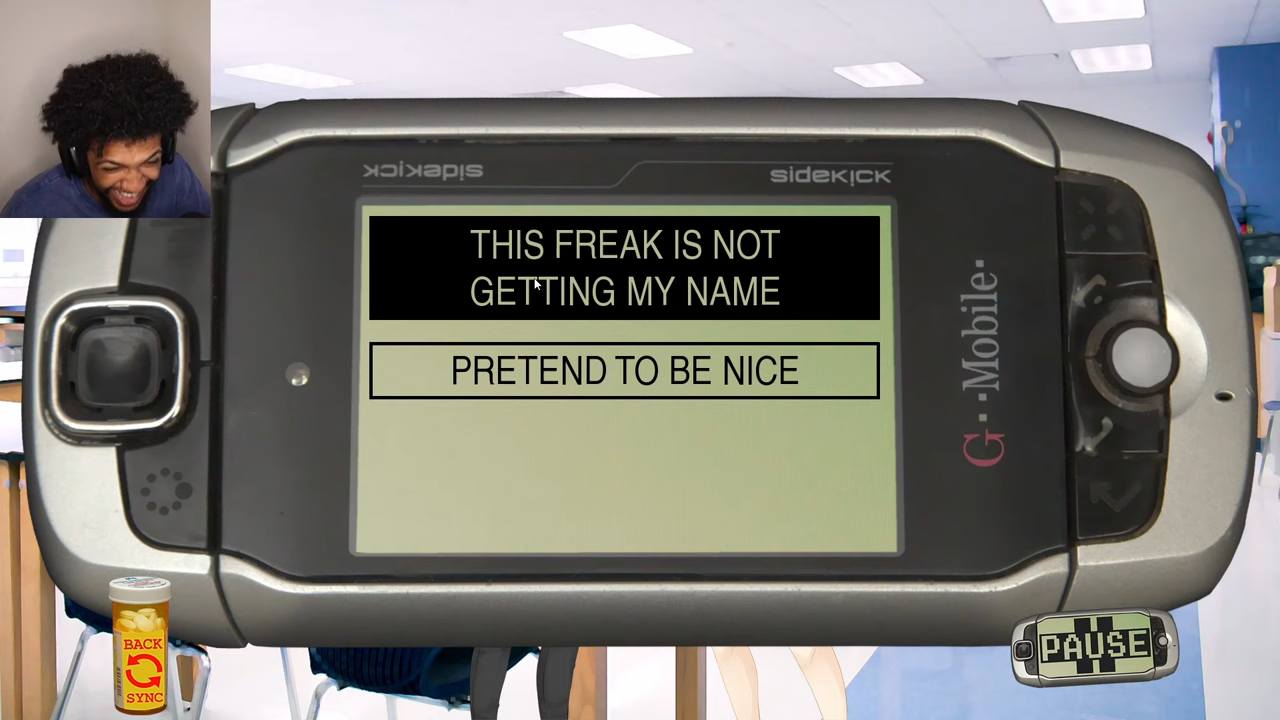 sidekick
sidekick
THIS FREAK IS NOT
GETTING MY NAME
PRETEND TO BE NICE
G··Mobile·
BACK
SYNC
PAUSE